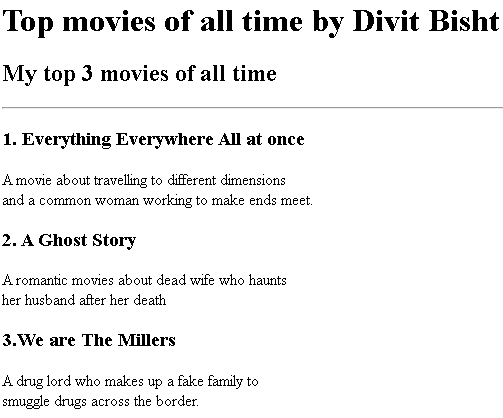 Top movies of all time by Divit Bisht
My top 3 movies of all time
1. Everything Everywhere All at once
A movie about travelling to different dimensions
and a common woman working to make ends meet.
2. A Ghost Story
A romantic movies about dead wife who haunts
her husband after her death
3.We are The Millers
A drug lord who makes up a fake family to
smuggle drugs across the border.